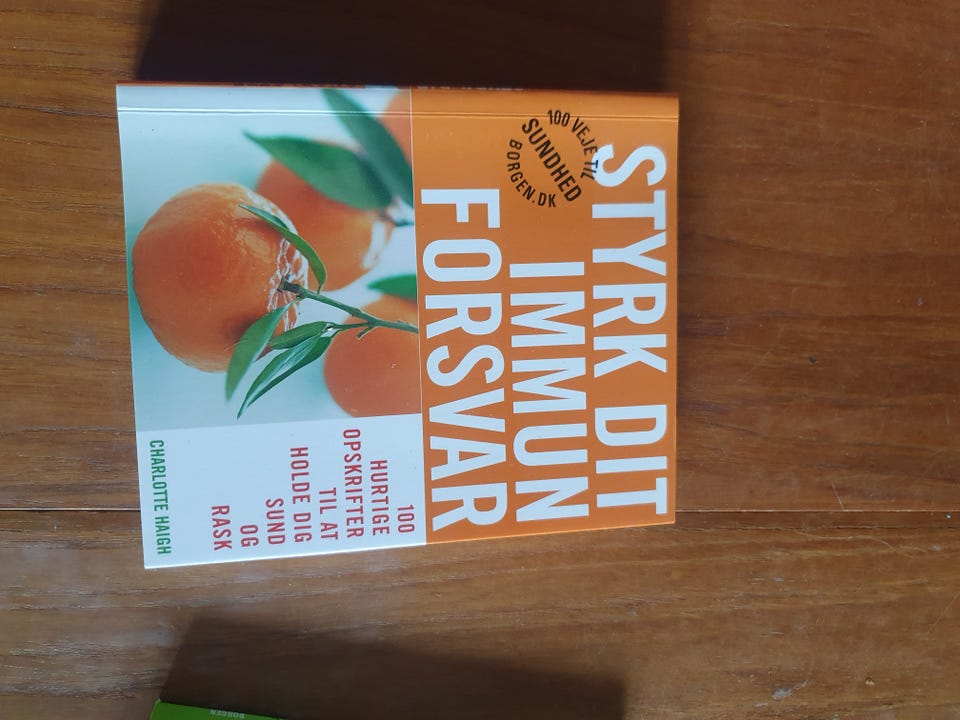 STYRK DIT
IMMUN
FORSVAR
100 VEJE TIL
SUNDHED
BORGEN.DK
100
HURTIGE
OPSKRIFTER
TIL AT
HOLDE DIG
SUND
OG
RASK
CHARLOTTE HAIGH
BORGEN